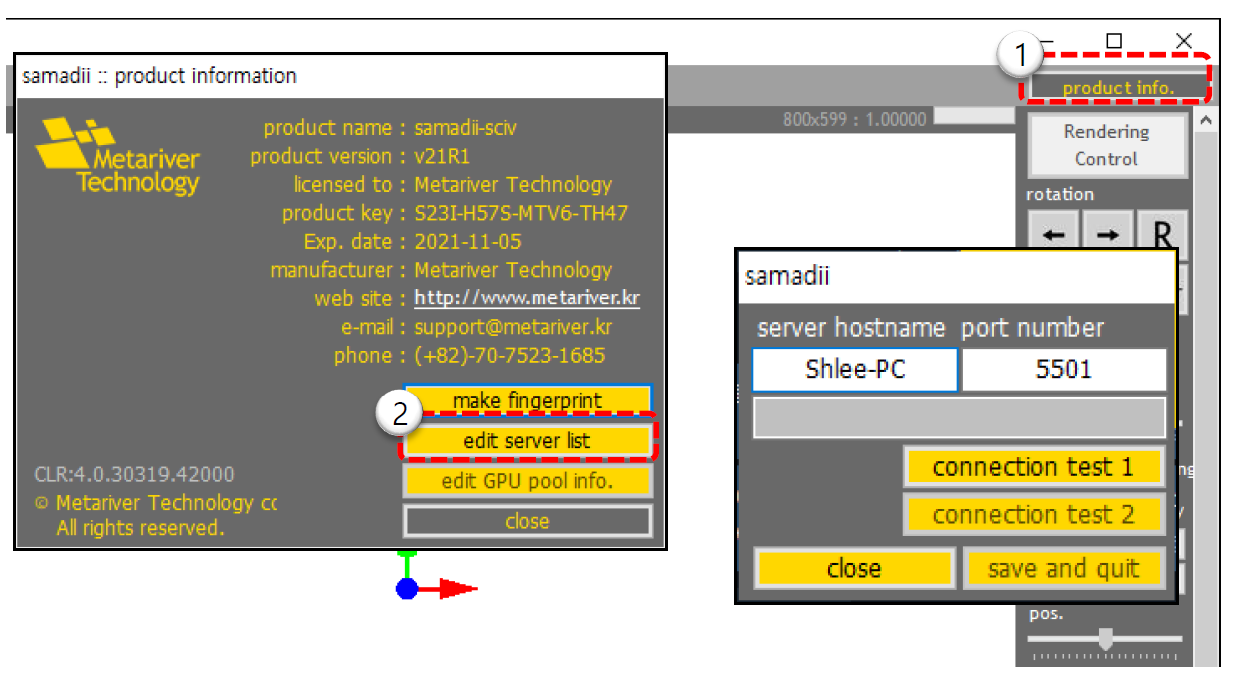 1
product info.
800x599 : 1.00000
Rendering
Control
rotation
R
samadii :: product information
Metariver
Technology
product name : samadii-sciv
product version : v21R1
licensed to : Metariver Technology
product key : S23I-H57S-MTV6-TH47
Exp. date : 2021-11-05
manufacturer : Metariver Technology
web site : http://www.metariver.kr
e-mail : support@metariver.kr
phone : (+82)-70-7523-1685
make fingerprint
2
edit server list
edit GPU pool info.
close
CLR:4.0.30319.42000
© Metariver Technology cc
All rights reserved.
samadii
server hostname port number
Shlee-PC 5501
connection test 1
connection test 2
close save and quit
pos.